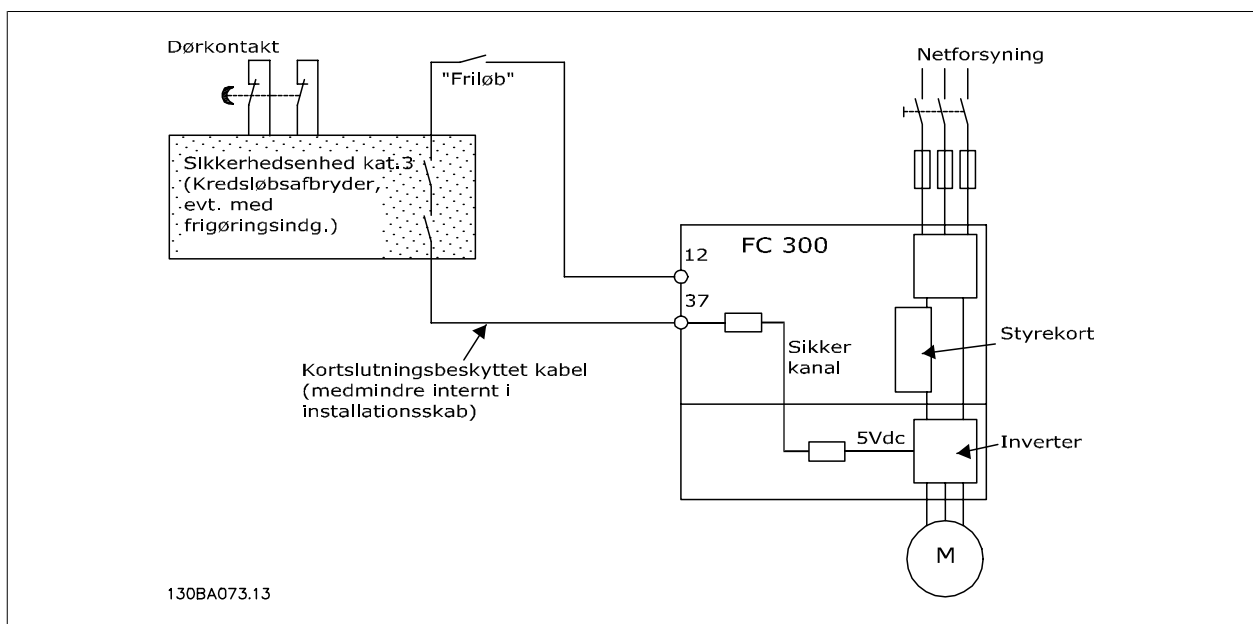 Dørkontakt
"Friløb"
Netforsyning
Sikkerhedsenhed kat.3
(Kredsløbsafbryder,
evt. med
frigøringsindg.)
FC 300
12
37
Sikker
kanal
Styrekort
Kortslutningsbeskyttet kabel
(medmindre internt i
installationsskab)
5Vdc
Inverter
M
130BA073.13